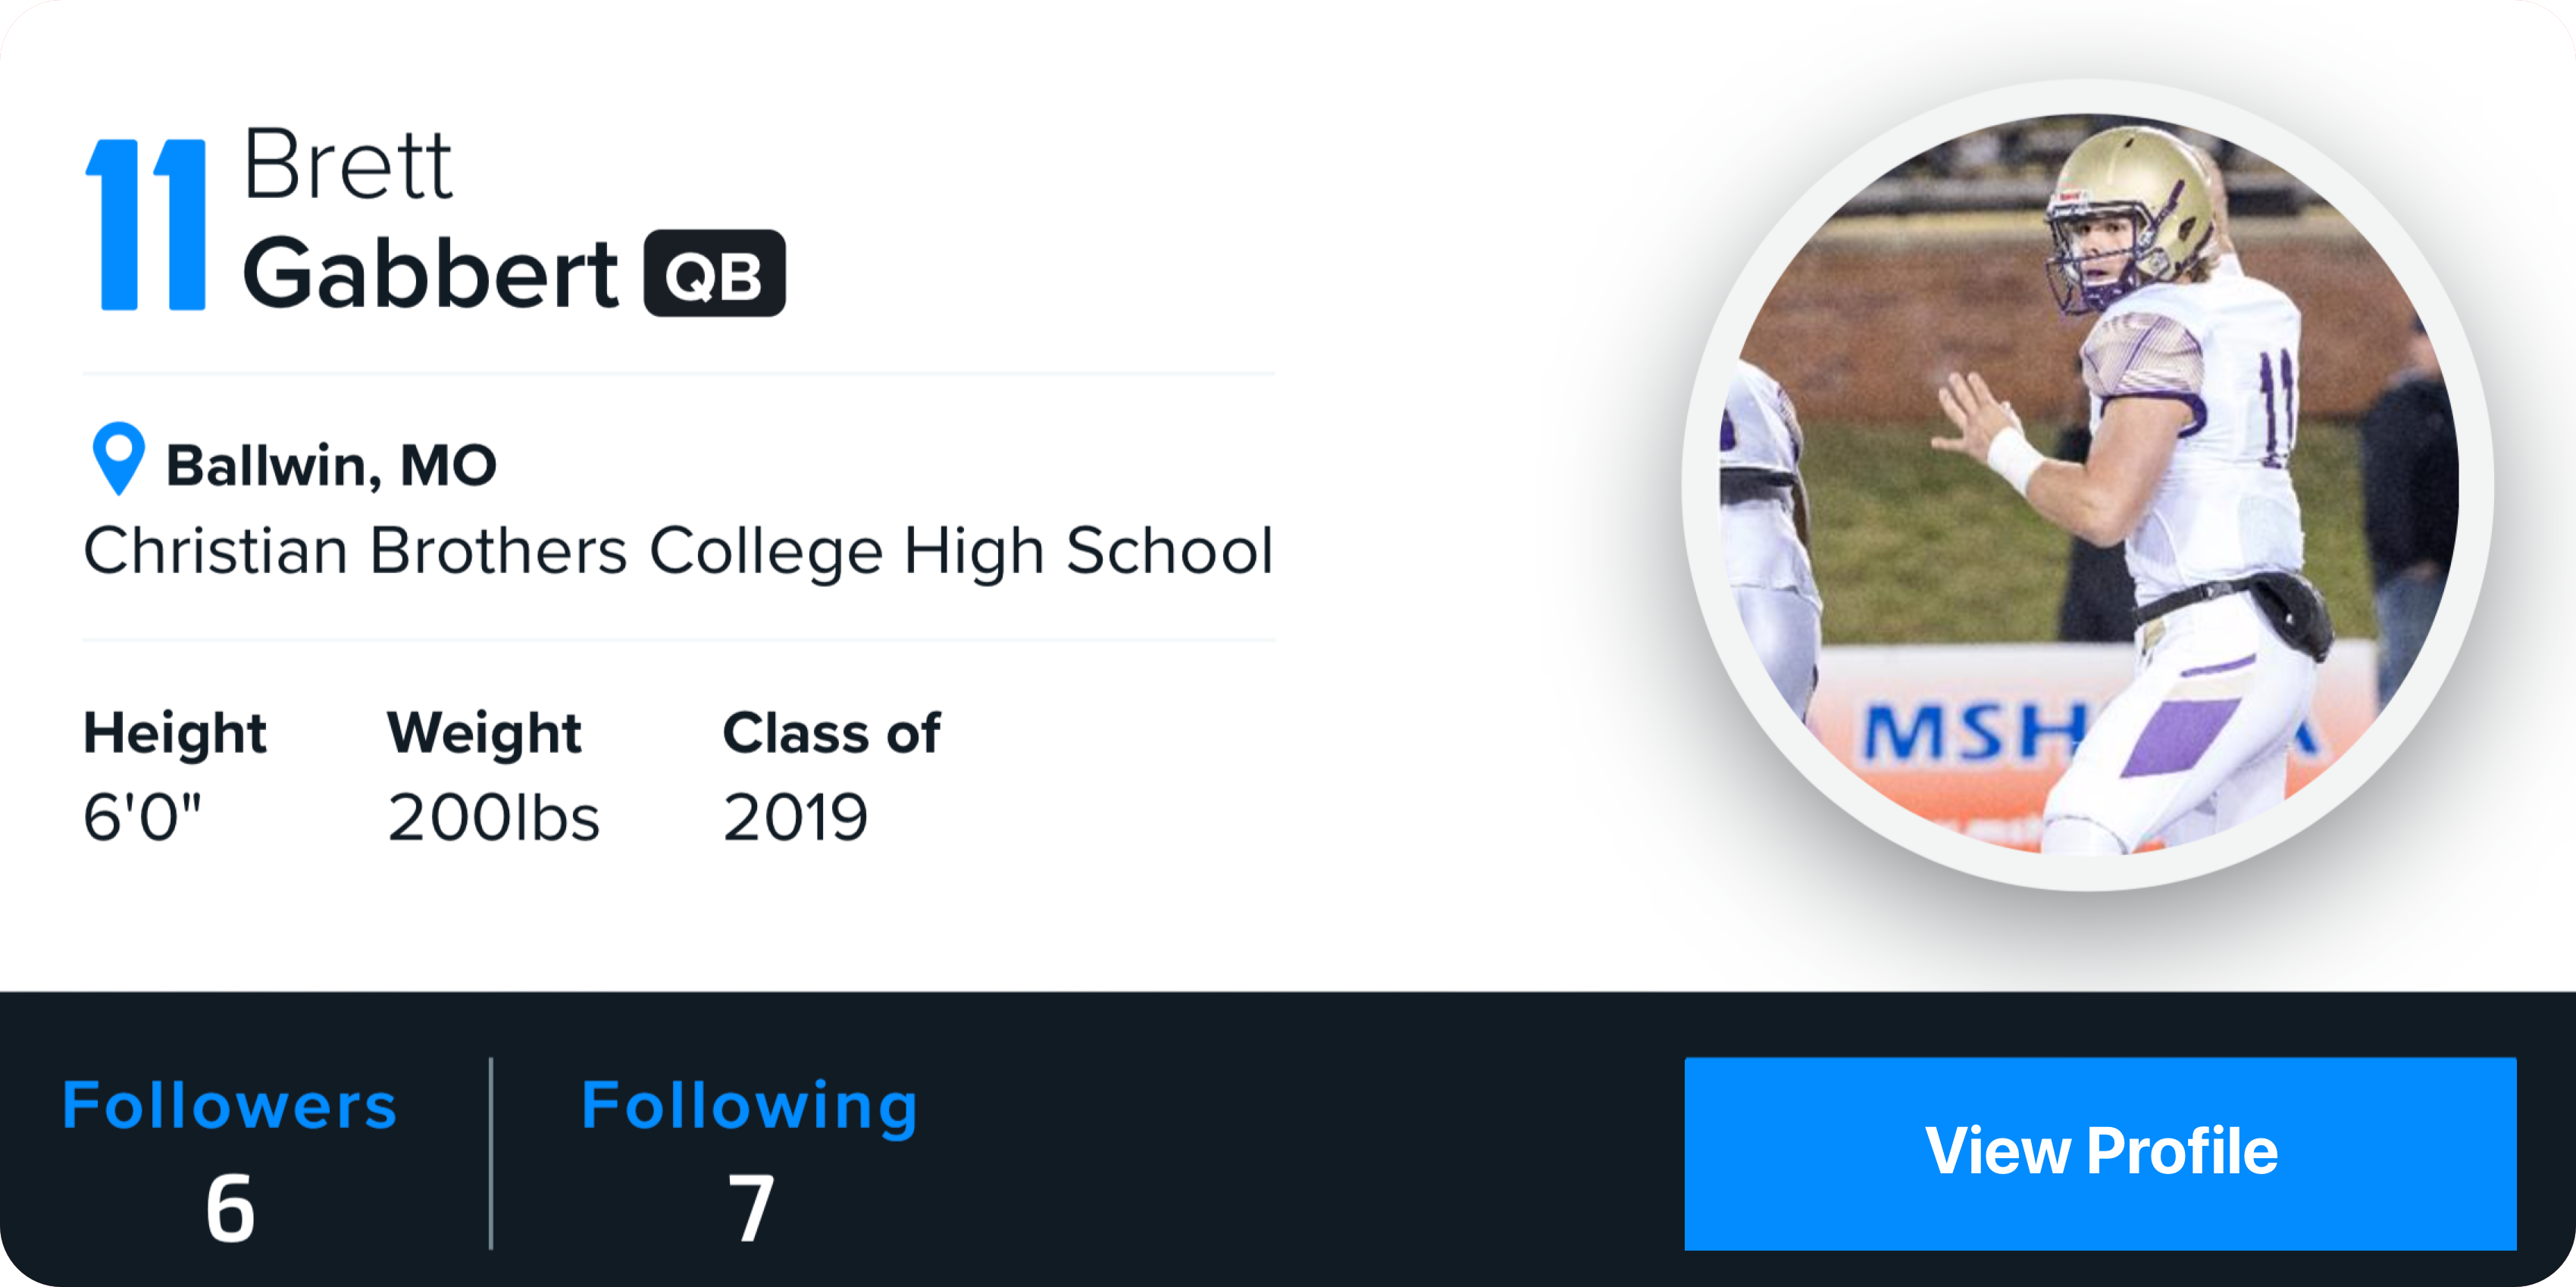 11
Brett
Gabbert QB
Ballwin, MO
Christian Brothers College High School
Height Weight Class of
6'0" 200lbs 2019
Followers Following
6 7
View Profile
11
MSH